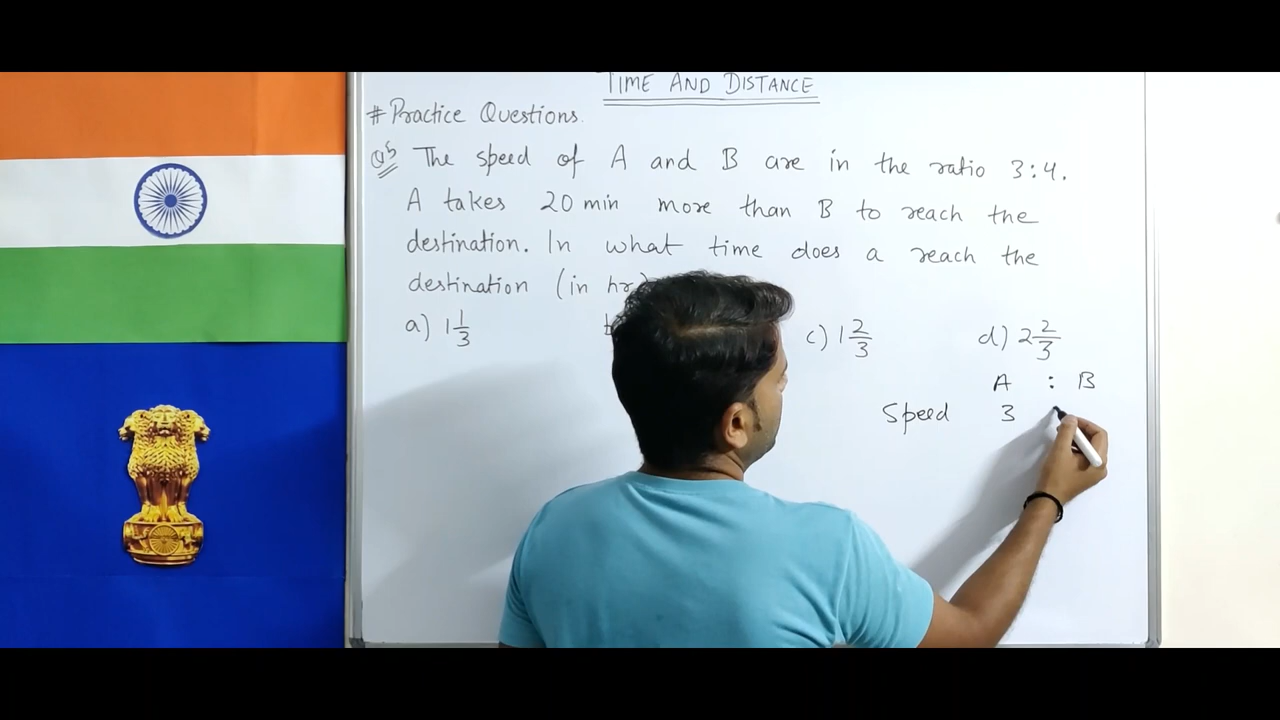 TIME AND DISTANCE
# Practice Questions.
Q5 The speed of A and B are in the ratio 3:4.
A takes 20 min more than B to reach the
destination. In what time does a reach the
destination (in hr)
a) 1 1/3
c) 1 2/3 d) 2 2/3
A : B
Speed 3